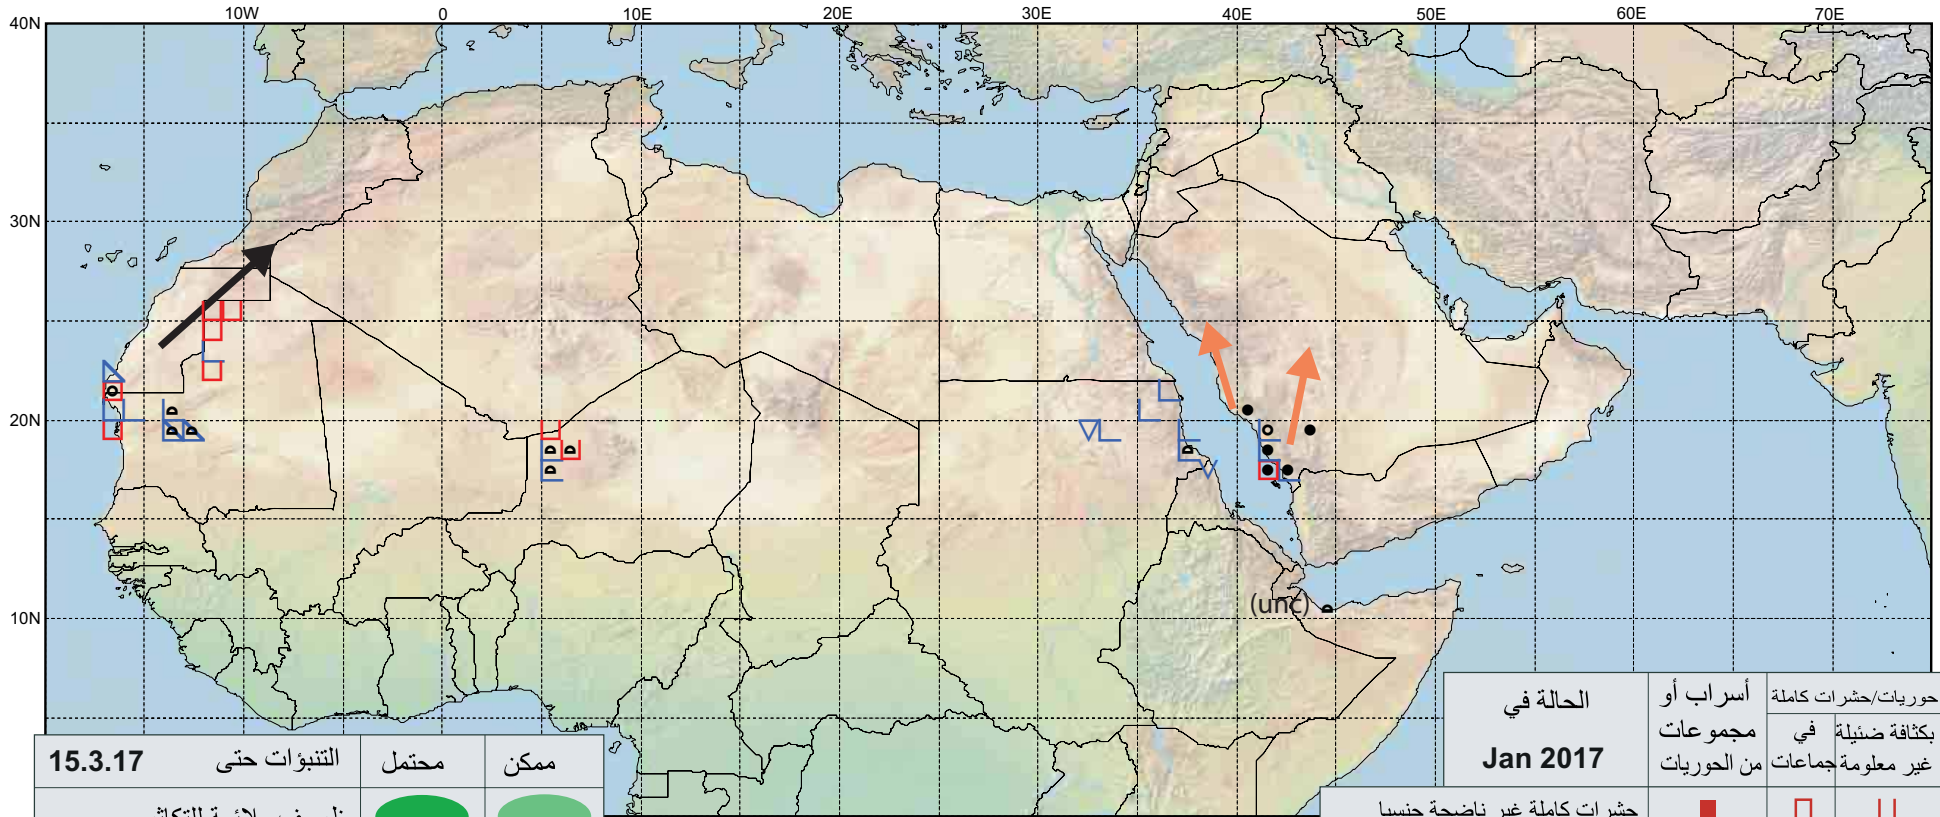 10W 0 10E 20E 30E 40E 50E 60E 70E
40N
30N
20N
10N
(unc)
التنبؤات حتى 15.3.17
محتمل
ممكن
الحالة في
Jan 2017
أسراب أو
مجموعات
من الحوريات
حوريات/حشرات كاملة
في
جماعات
بكثافة ضئيلة
غير معلومة
حشرات كاملة غير ناضجة جنسيا